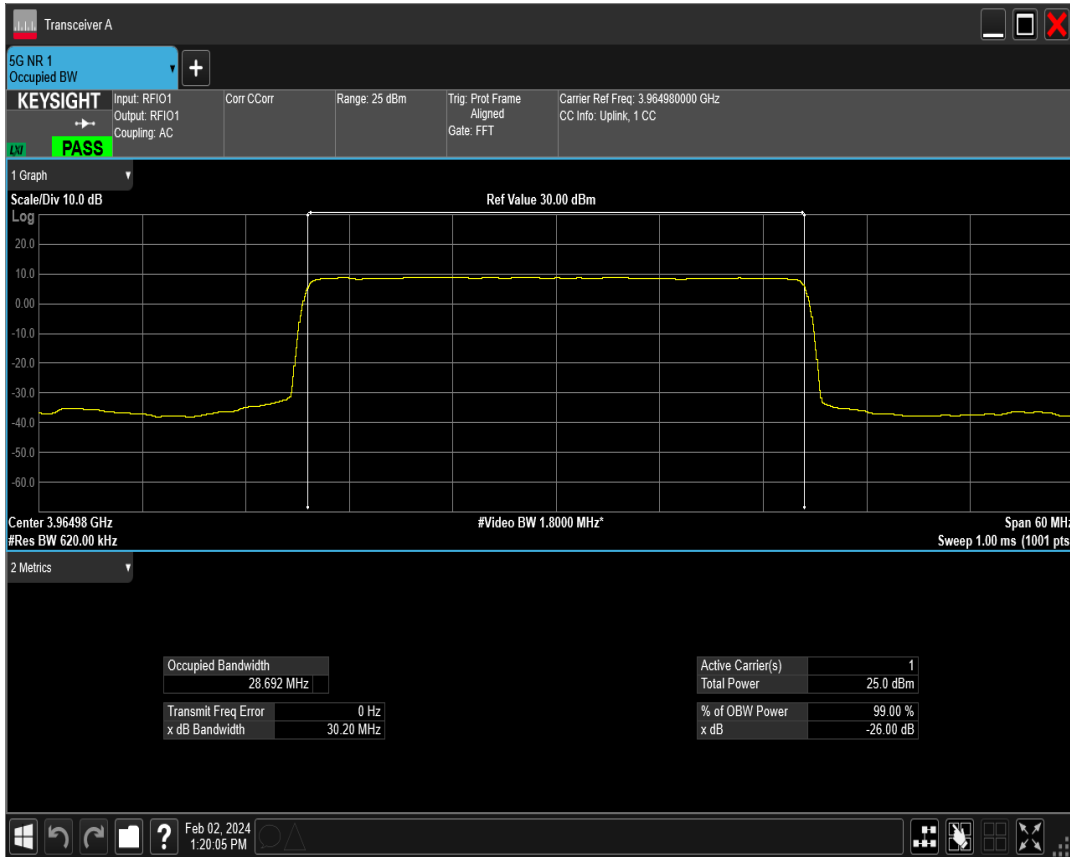 Transceiver A
5G NR 1
Occupied BW
+
KEYSIGHT
LXI
PASS
Input: RFIO1
Output: RFIO1
Coupling: AC
Corr CCorr
Range: 25 dBm
Trig: Prot Frame
Aligned
Gate: FFT
Carrier Ref Freq: 3.964980000 GHz
CC Info: Uplink, 1 CC
1 Graph
Scale/Div 10.0 dB
Ref Value 30.00 dBm
Log
20.0
10.0
0.00
-10.0
-20.0
-30.0
-40.0
-50.0
-60.0
Center 3.96498 GHz
#Video BW 1.8000 MHz*
Span 60 MHz
#Res BW 620.00 kHz
Sweep 1.00 ms (1001 pts
2 Metrics
Occupied Bandwidth
28.692 MHz
Transmit Freq Error 0 Hz
x dB Bandwidth 30.20 MHz
Active Carrier(s) 1
Total Power 25.0 dBm
% of OBW Power 99.00 %
x dB -26.00 dB
?
Feb 02, 2024
1:20:05 PM